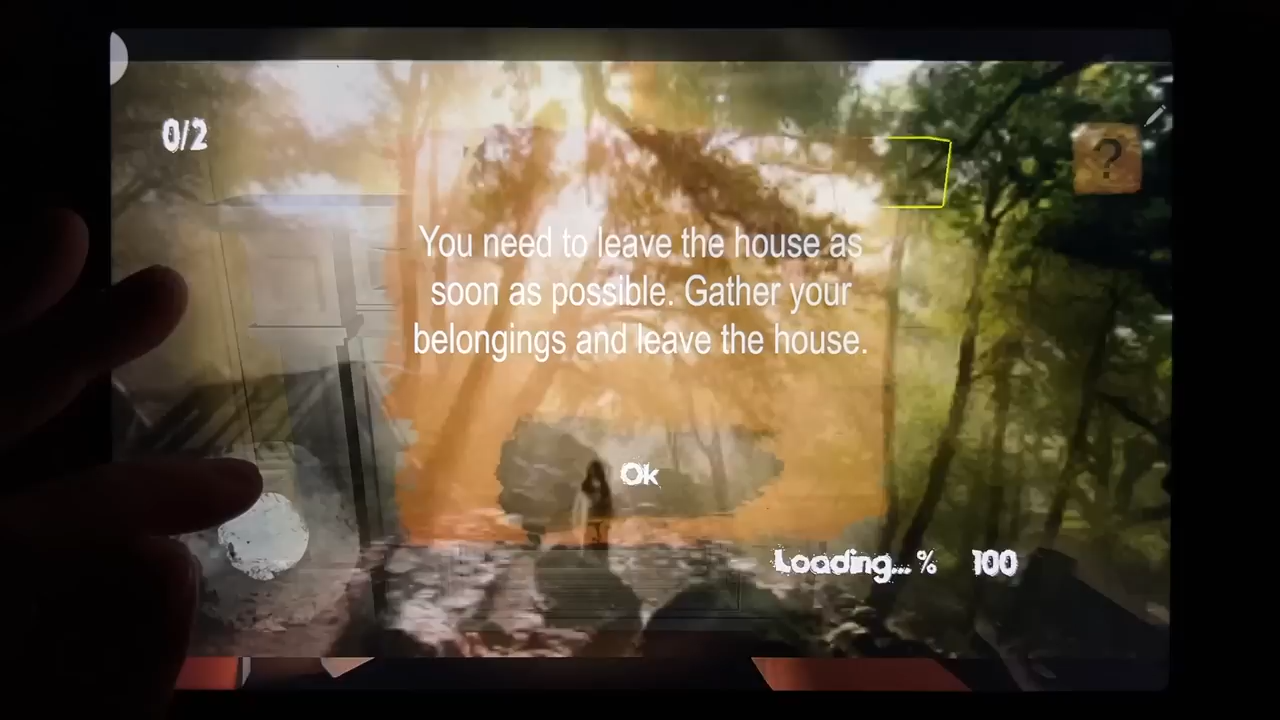 0/2
?
You need to leave the house as
soon as possible. Gather your
belongings and leave the house.
Ok
Loading... % 100